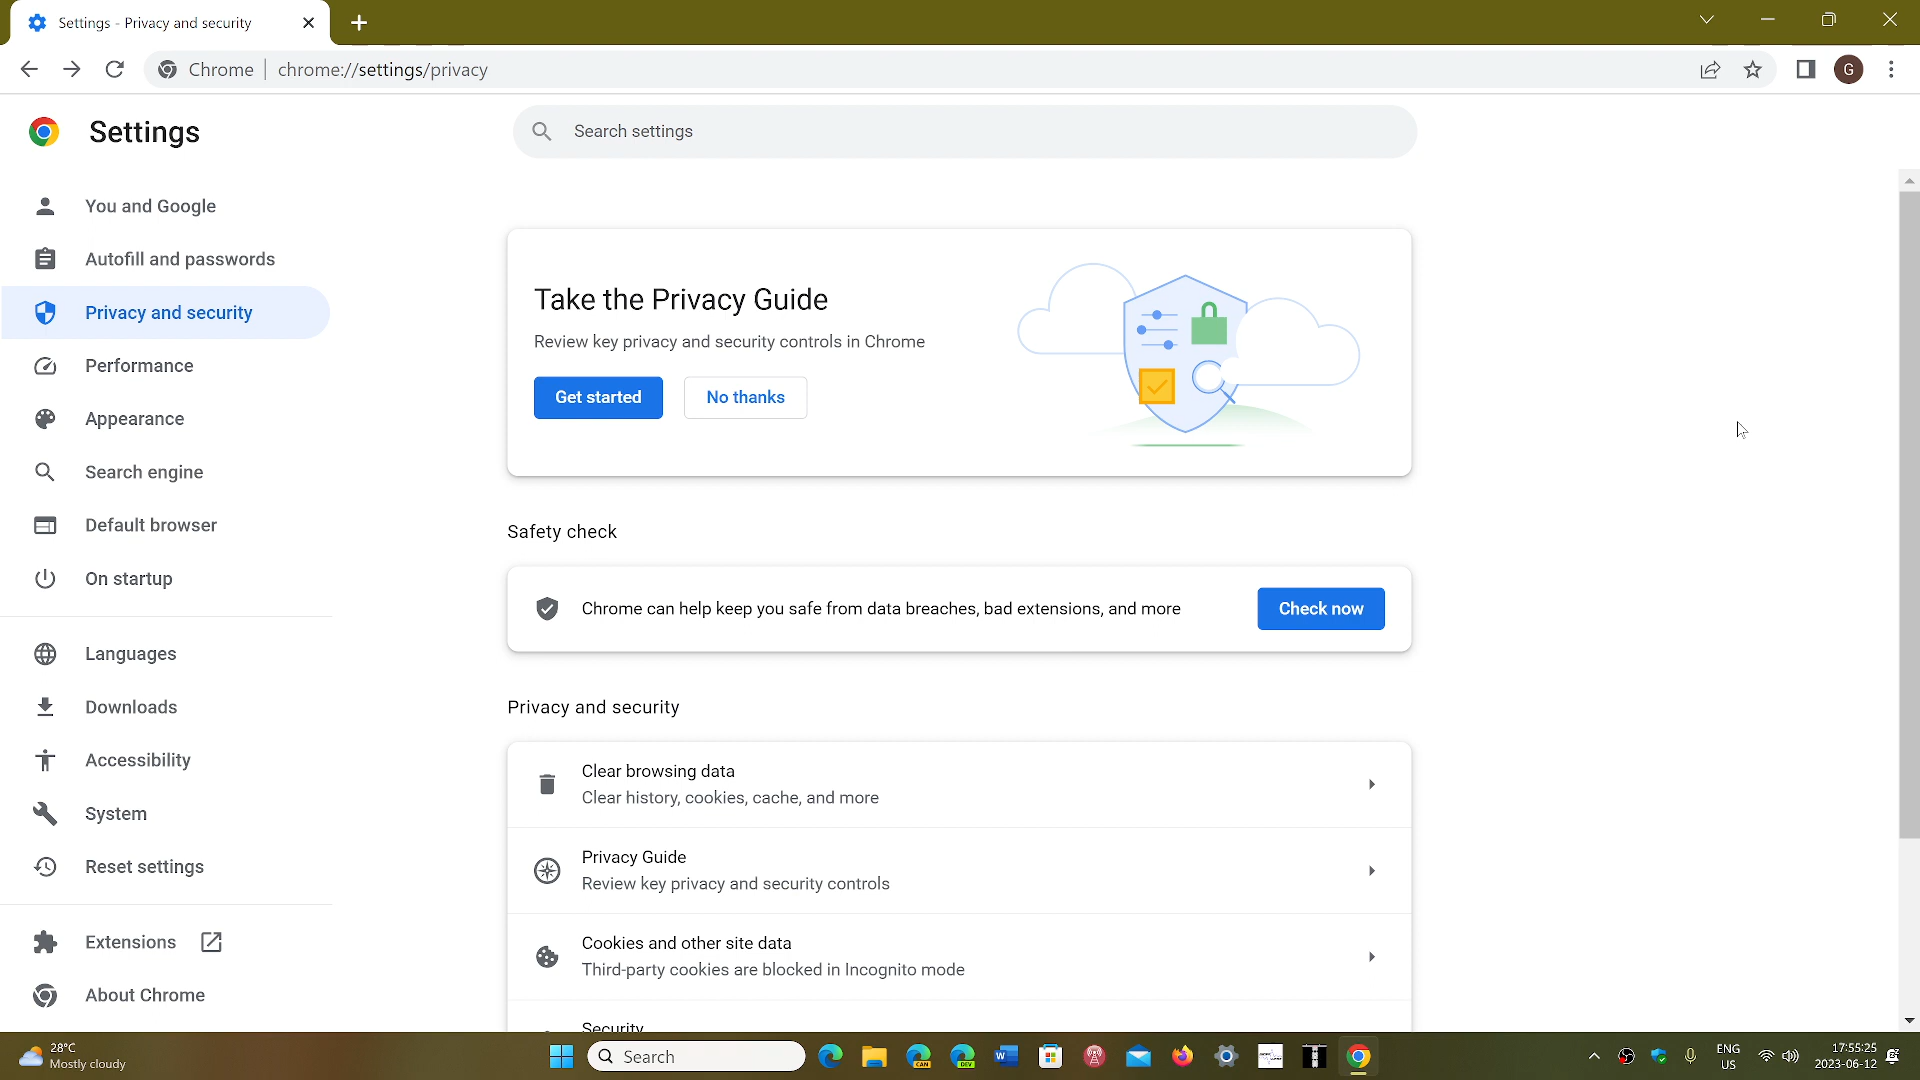 Settings - Privacy and security
Chrome
chrome://settings/privacy
G
Settings
Search settings
You and Google
Autofill and passwords
Privacy and security
Performance
Appearance
Search engine
Default browser
On startup
Languages
Downloads
Accessibility
System
Reset settings
Extensions
About Chrome
Take the Privacy Guide
Review key privacy and security controls in Chrome
Get started
No thanks
Safety check
Chrome can help keep you safe from data breaches, bad extensions, and more
Check now
Privacy and security
Clear browsing data
Clear history, cookies, cache, and more
Privacy Guide
Review key privacy and security controls
Cookies and other site data
Third-party cookies are blocked in Incognito mode
Security
28°C
Mostly cloudy
Search
CAN
DEV
W
ENG
US
17:55:25
2023-06-12